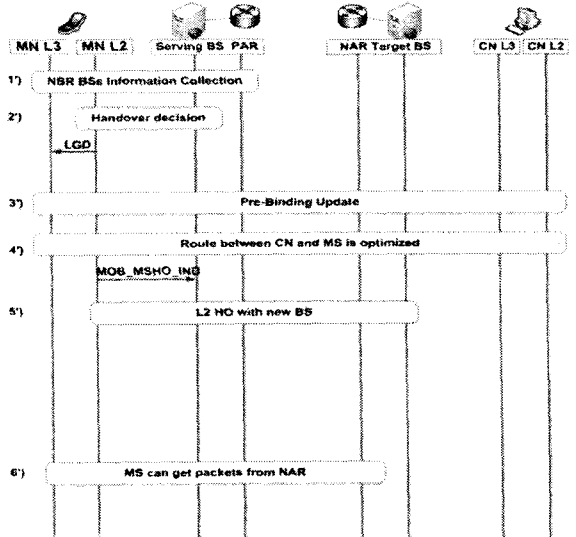 MN L3 MN L2 Serving BS PAR NAR Target BS CN L3 CN L2
1') NBR BSs Information Collection
2') Handover decision
LGD
3') Pre-Binding Update
4') Route between CN and MS is optimized
MOB_MSHO_IND
5') L2 HO with new BS
6') MS can get packets from NAR